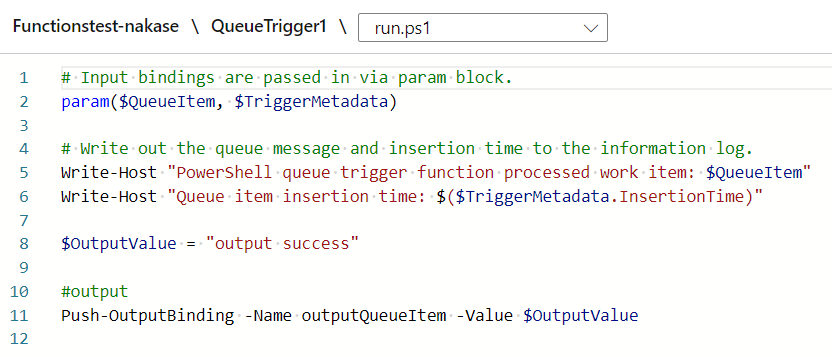 Functionstest-nakase \ QueueTrigger1 \ run.ps1
1 # Input bindings are passed in via param block.
2 param($QueueItem, $TriggerMetadata)
3
4 # Write out the queue message and insertion time to the information log.
5 Write-Host "PowerShell queue trigger function processed work item: $QueueItem"
6 Write-Host "Queue item insertion time: $($TriggerMetadata.InsertionTime)"
7
8 $OutputValue = "output success"
9
10 #output
11 Push-OutputBinding -Name outputQueueItem -Value $OutputValue
12